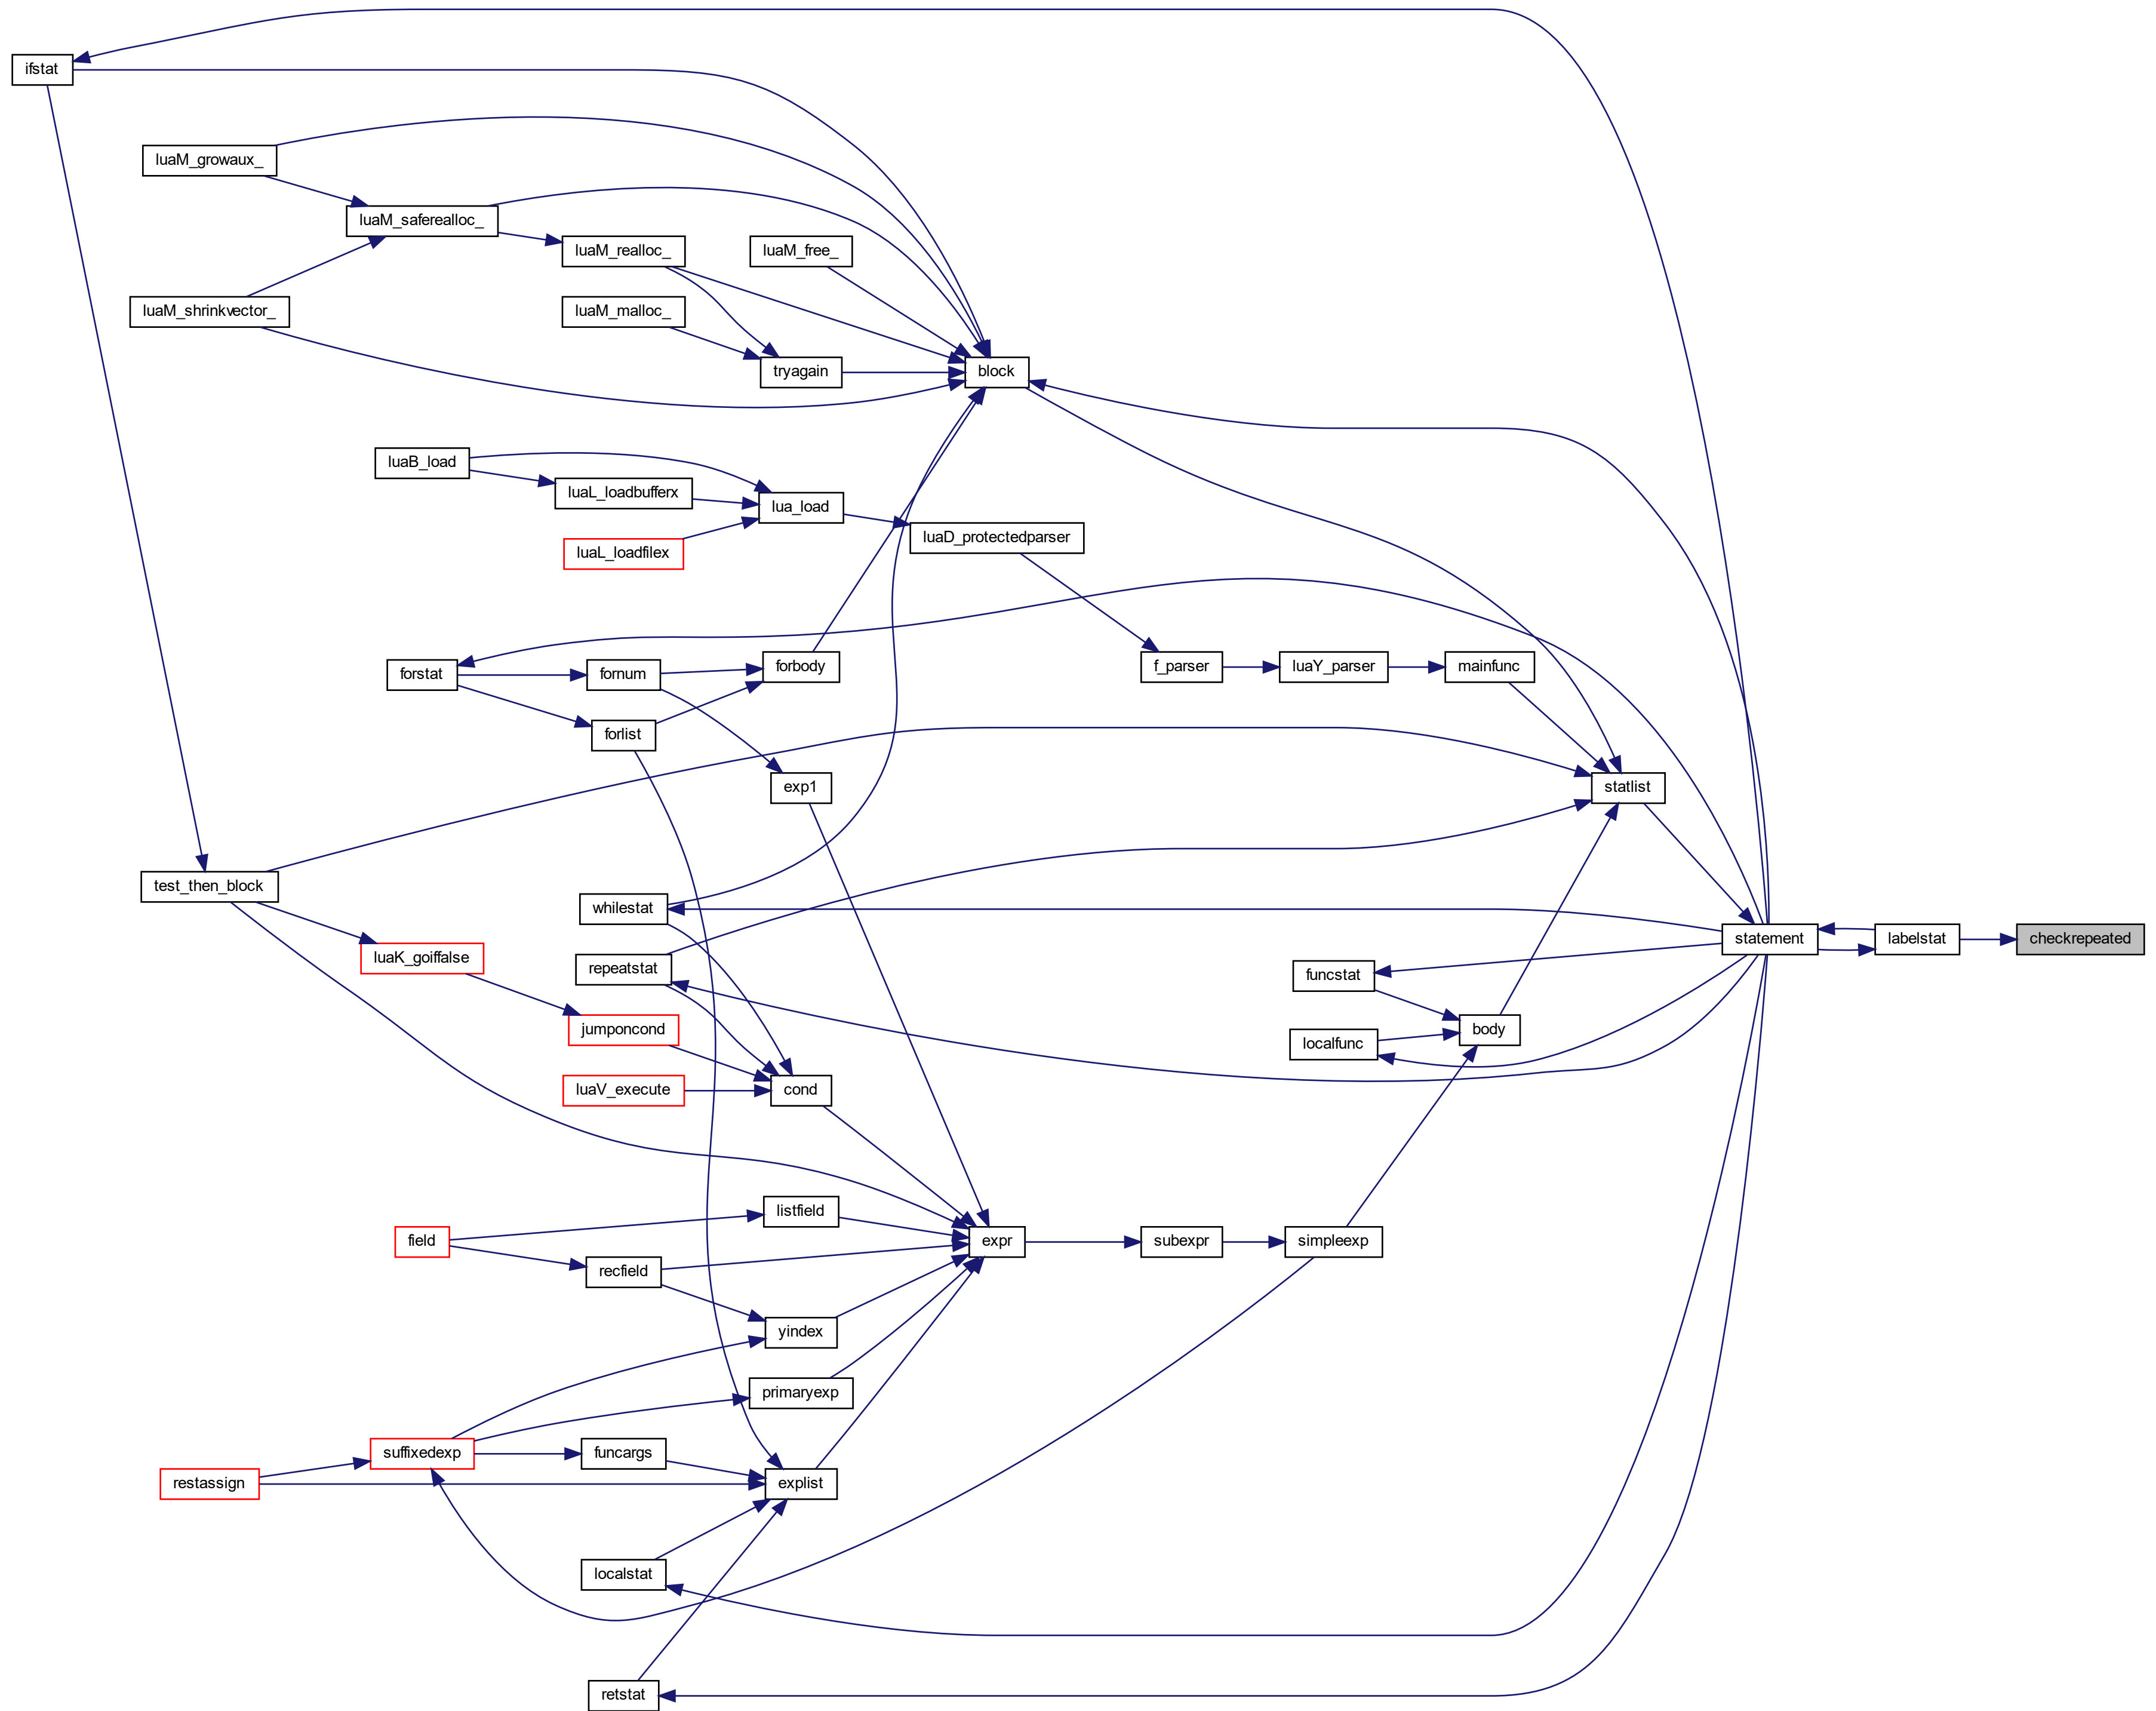 ifstat
luaM_growaux_
luaM_saferealloc_
luaM_realloc_
luaM_free_
luaM_shrinkvector_
luaM_malloc_
tryagain
block
luaB_load
luaL_loadbufferx
lua_load
luaD_protectedparser
luaL_loadfilex
forstat
fornum
forbody
f_parser
luaY_parser
mainfunc
forlist
exp1
statlist
test_then_block
whilestat
statement
labelstat
checkrepeated
luaK_goiffalse
repeatstat
funcstat
jumponcond
localfunc
body
luaV_execute
cond
listfield
field
recfield
expr
subexpr
simpleexp
yindex
primaryexp
suffixedexp
funcargs
restassign
explist
localstat
retstat